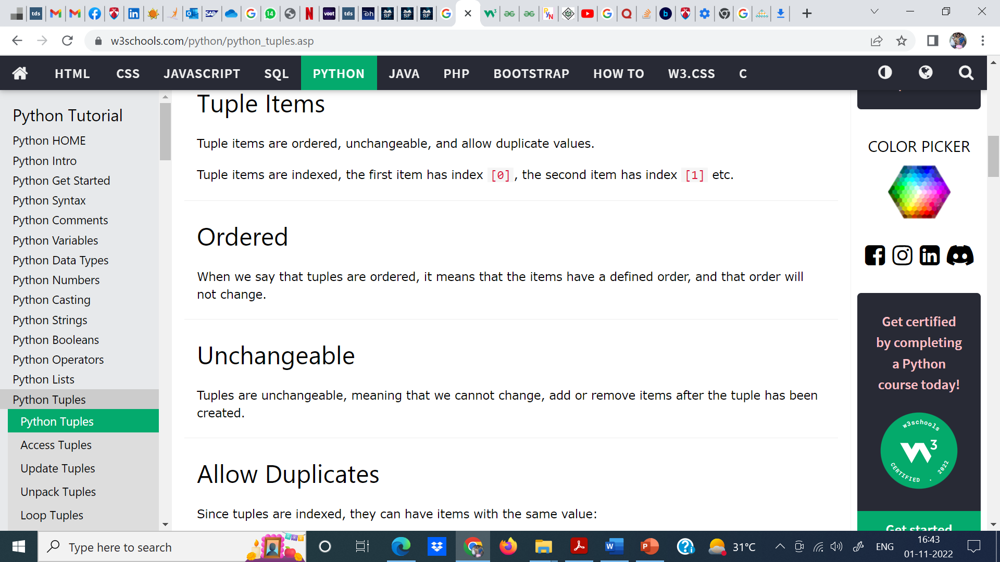 tds
SAP
14
N
voot
tds
SF
SF
SF
w3schools.com/python/python_tuples.asp
HTML CSS JAVASCRIPT SQL PYTHON JAVA PHP BOOTSTRAP HOW TO W3.CSS C
Python Tutorial
Python HOME
Python Intro
Python Get Started
Python Syntax
Python Comments
Python Variables
Python Data Types
Python Numbers
Python Casting
Python Strings
Python Booleans
Python Operators
Python Lists
Python Tuples
Python Tuples
Access Tuples
Update Tuples
Unpack Tuples
Loop Tuples
Tuple Items
Tuple items are ordered, unchangeable, and allow duplicate values.
Tuple items are indexed, the first item has index [0], the second item has index [1] etc.
Ordered
When we say that tuples are ordered, it means that the items have a defined order, and that order will
not change.
Unchangeable
Tuples are unchangeable, meaning that we cannot change, add or remove items after the tuple has been
created.
Allow Duplicates
Since tuples are indexed, they can have items with the same value:
COLOR PICKER
Get certified
by completing
a Python
course today!
w3schools
W3
CERTIFIED . 2022
Get started
Type here to search
31°C
ENG
16:43
01-11-2022